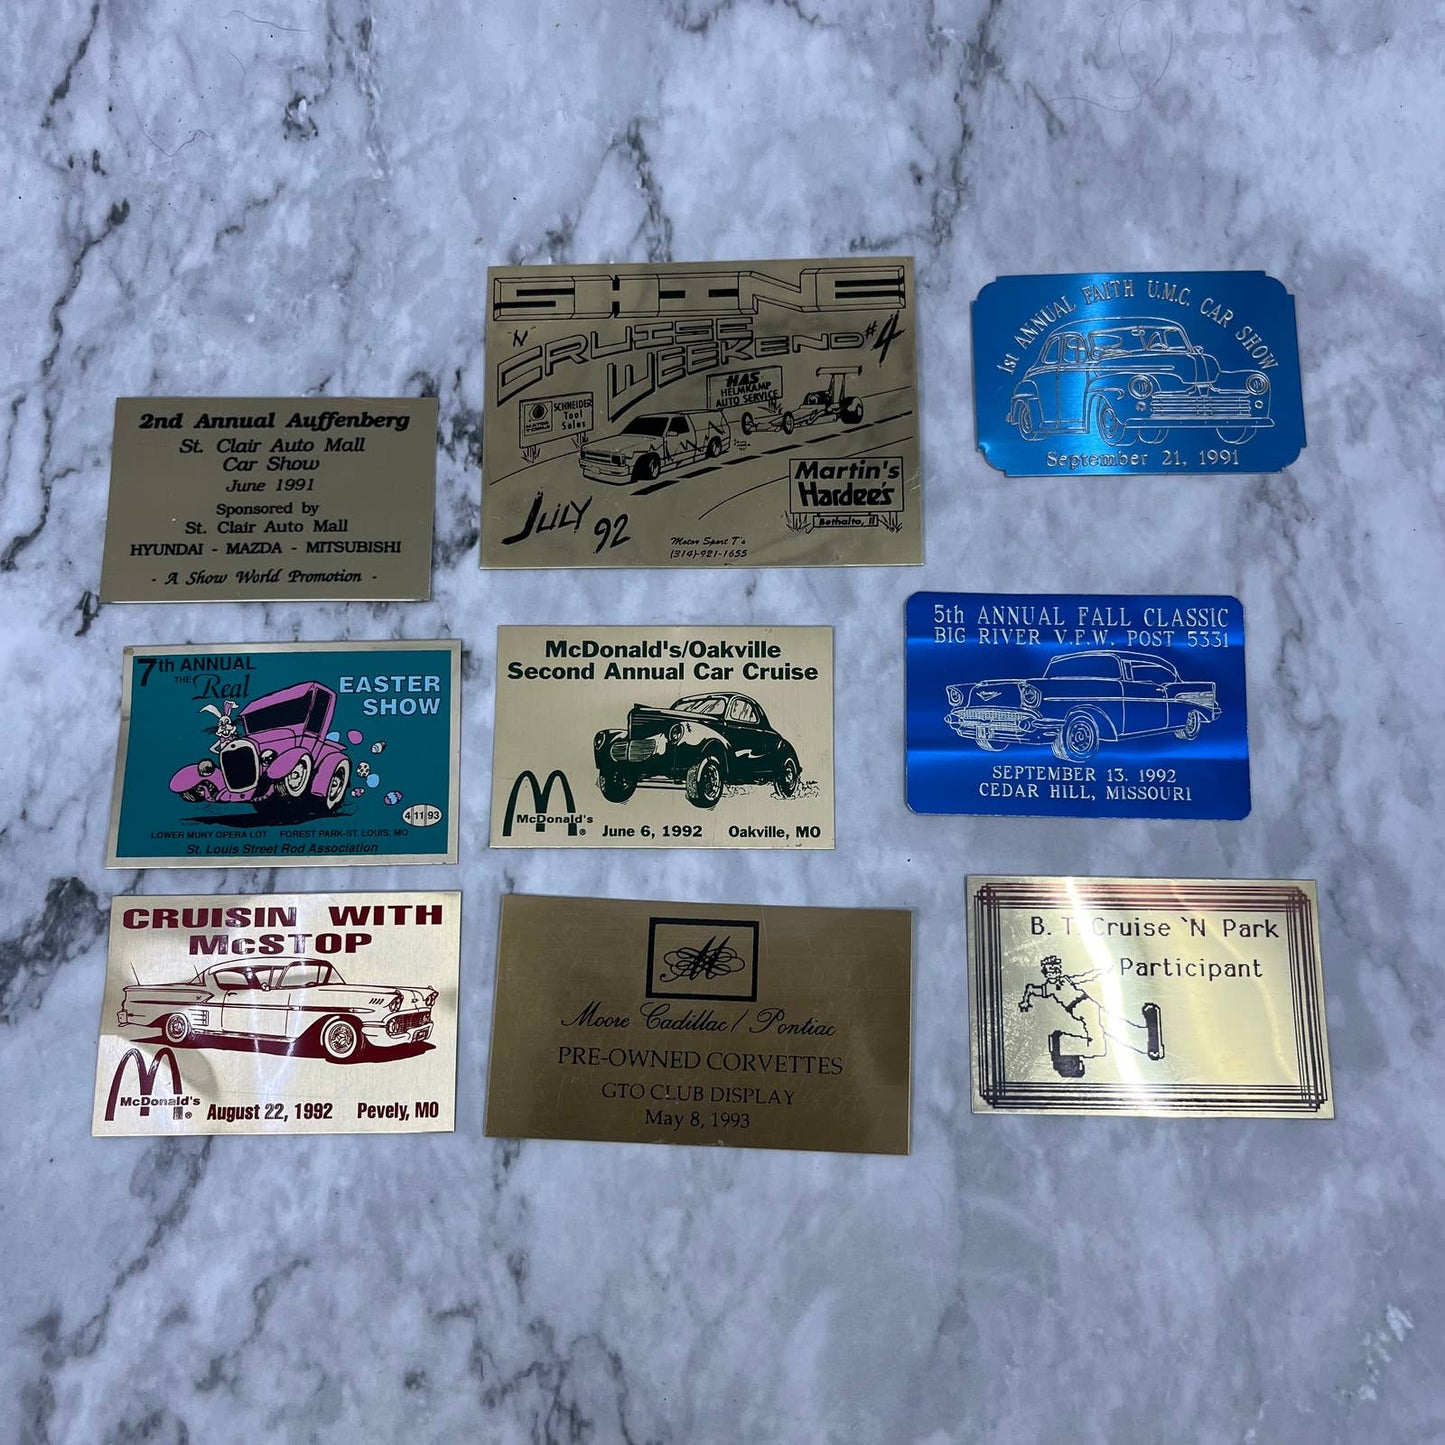 2nd Annual Auffenberg
St. Clair Auto Mall
Car Show
June 1991
Sponsored by
St. Clair Auto Mall
HYUNDAI - MAZDA - MITSUBISHI
- A Show World Promotion -
SHINE
"N"
CRUISE
WEEKEND #4
SCHNEIDER
Tool
Sales
HAS
HELMKAMP
AUTO SERVICE
Martin's
Hardee's
Bethalto, Il
JULY 92
Motor Sport T's
(314)-921-1655
1st ANNUAL FAITH U.M.C. CAR SHOW
September 21, 1991
7th ANNUAL
THE Real
EASTER
SHOW
4 11 93
LOWER MUNY OPERA LOT FOREST PARK-ST. LOUIS, MO
St. Louis Street Rod Association
McDonald's/Oakville
Second Annual Car Cruise
McDonald's®
June 6, 1992 Oakville, MO
5th ANNUAL FALL CLASSIC
BIG RIVER V.F.W. POST 5331
SEPTEMBER 13, 1992
CEDAR HILL, MISSOURI
CRUISIN WITH
McSTOP
McDonald's
®
August 22, 1992 Pevely, MO
M
Moore Cadillac/Pontiac
PRE-OWNED CORVETTES
GTO CLUB DISPLAY
May 8, 1993
B. T. Cruise `N Park
Participant